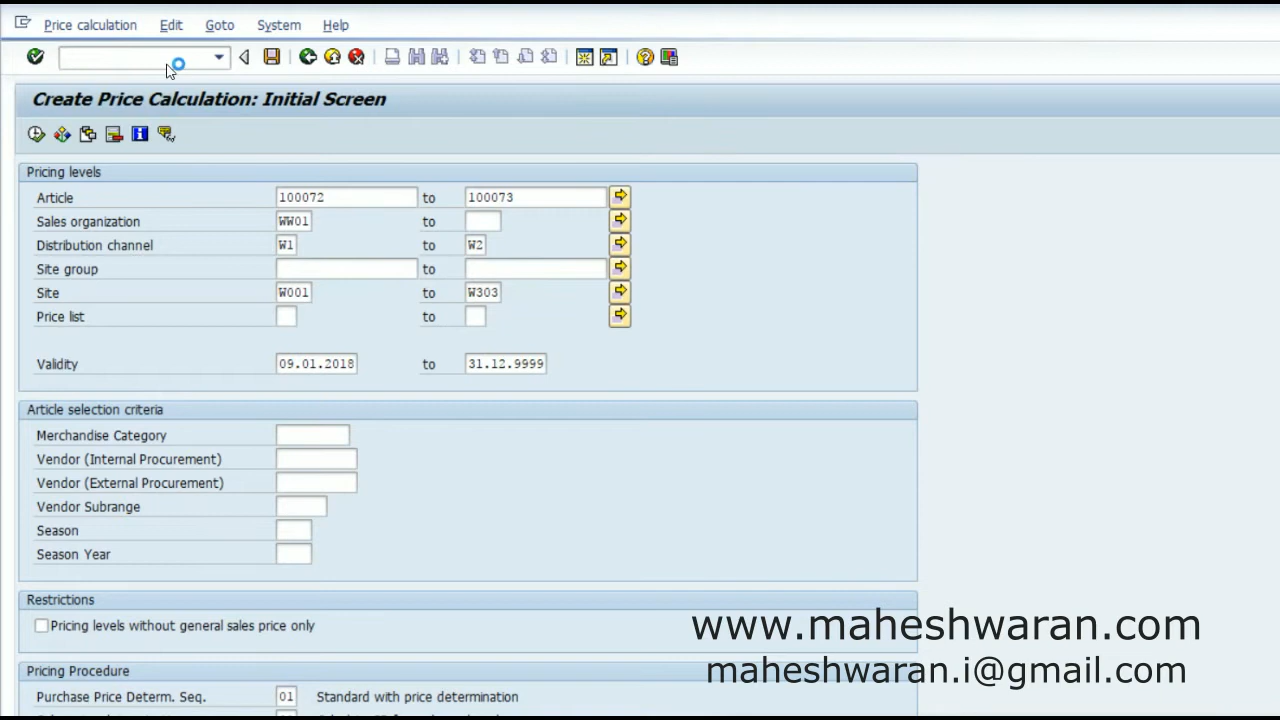 Price calculation Edit Goto System Help
Create Price Calculation: Initial Screen
Pricing levels
Article 100072 to 100073
Sales organization WW01 to
Distribution channel W1 to W2
Site group to
Site W001 to W303
Price list to
Validity 09.01.2018 to 31.12.9999
Article selection criteria
Merchandise Category
Vendor (Internal Procurement)
Vendor (External Procurement)
Vendor Subrange
Season
Season Year
Restrictions
Pricing levels without general sales price only
www.maheshwaran.com
maheshwaran.i@gmail.com
Pricing Procedure
Purchase Price Determ. Seq. 01 Standard with price determination